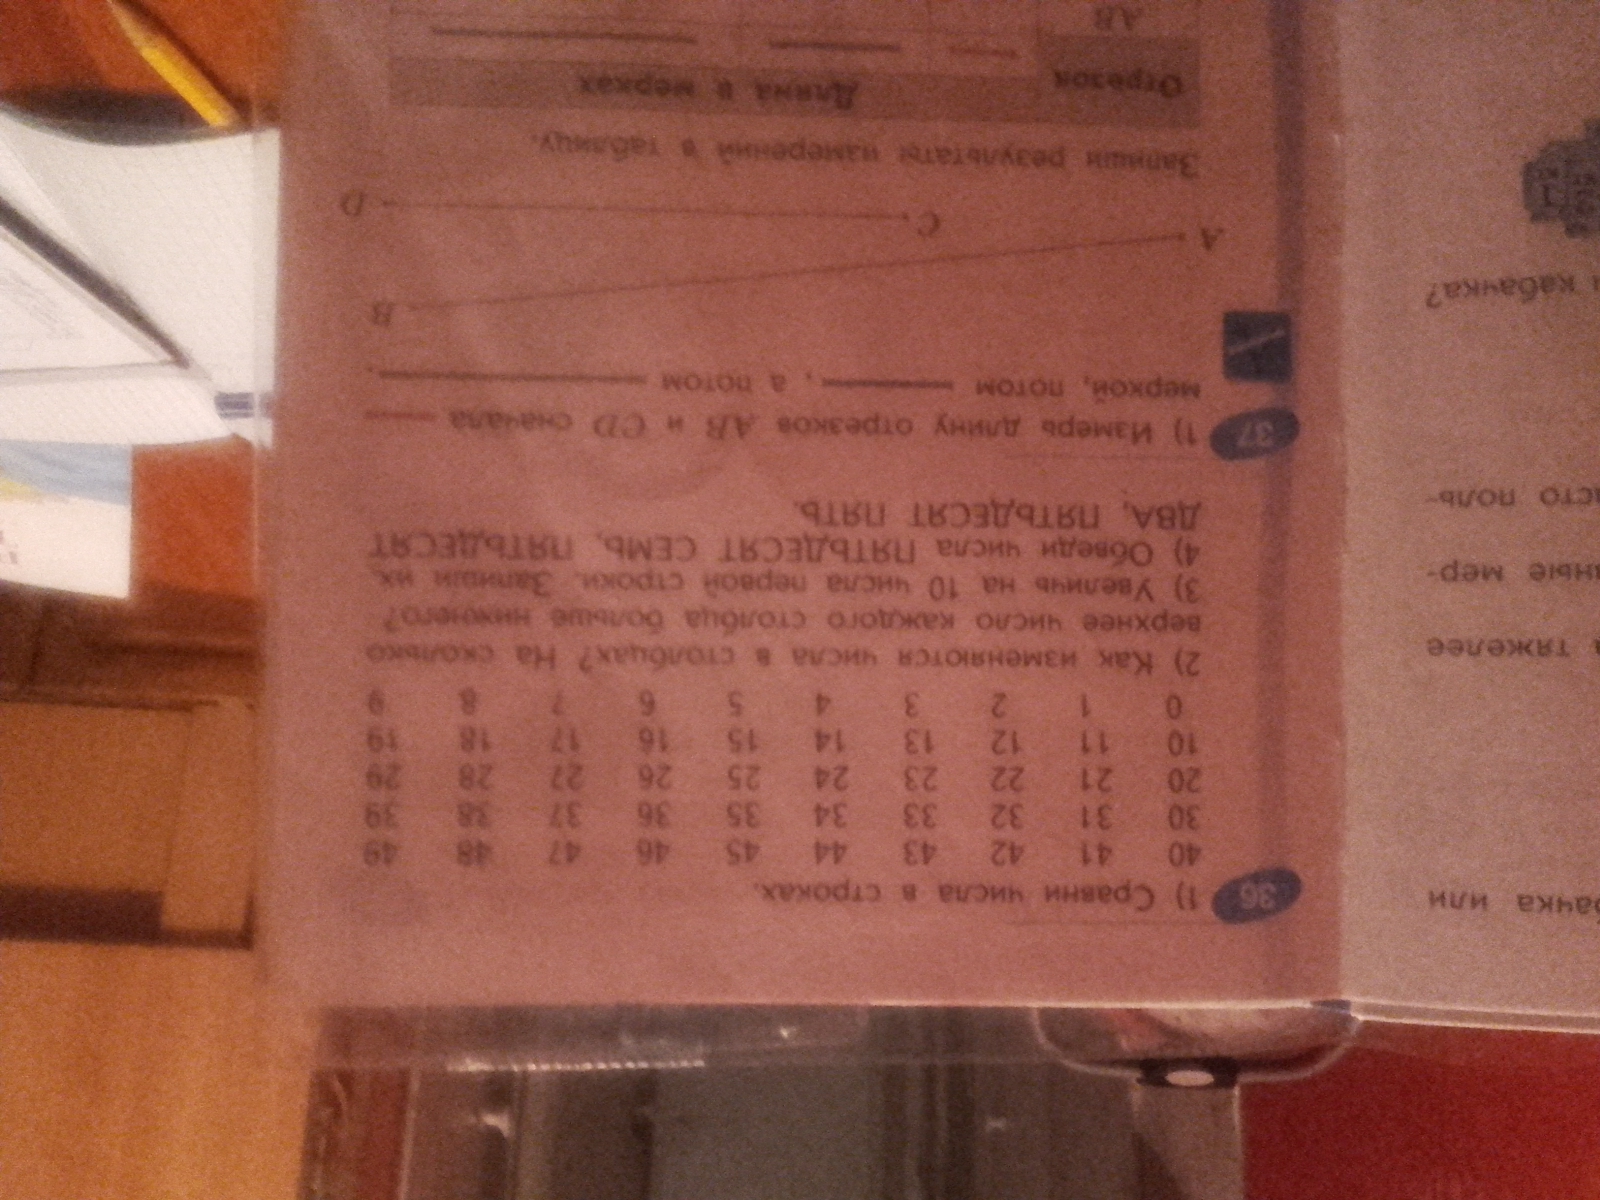 36
1) Сравни числа в строках.
40 41 42 43 44 45 46 47 48 49
30 31 32 33 34 35 36 37 38 39
20 21 22 23 24 25 26 27 28 29
10 11 12 13 14 15 16 17 18 19
0 1 2 3 4 5 6 7 8 9
2) Как изменяются числа в столбцах? На сколько
верхнее число каждого столбца больше нижнего?
3) Увеличь на 10 числа первой строки. Запиши их.
4) Обведи числа ПЯТЬДЕСЯТ СЕМЬ, ПЯТЬДЕСЯТ
ДВА, ПЯТЬДЕСЯТ ПЯТЬ.
37
1) Измерь длину отрезков AB и CD сначала
меркой, потом , а потом .
B
A
C D
Запиши результаты измерений в таблицу.
Отрезок Длина в мерках
AB
или
тяжелее
мер-
поль-
кабачка?